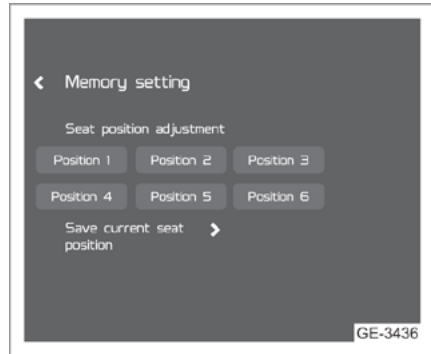 Memory setting
Seat position adjustment
Position 1 Position 2 Position 3
Position 4 Position 5 Position 6
Save current seat
position
GE-3436